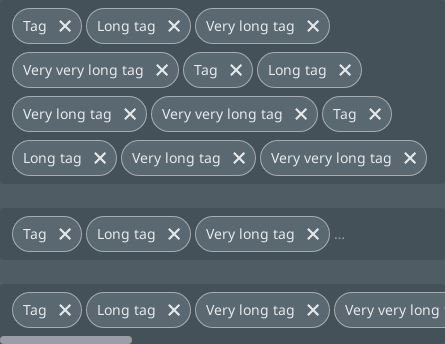 Tag Long tag Very long tag
Very very long tag Tag Long tag
Very long tag Very very long tag Tag
Long tag Very long tag Very very long tag
Tag Long tag Very long tag ...
Tag Long tag Very long tag Very very long